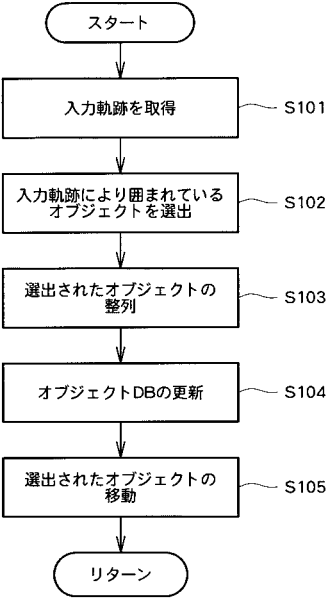 スタート
入力軌跡を取得
S101
入力軌跡により囲まれている
オブジェクトを選出
S102
選出されたオブジェクトの
整列
S103
オブジェクトDBの更新
S104
選出されたオブジェクトの
移動
S105
リターン